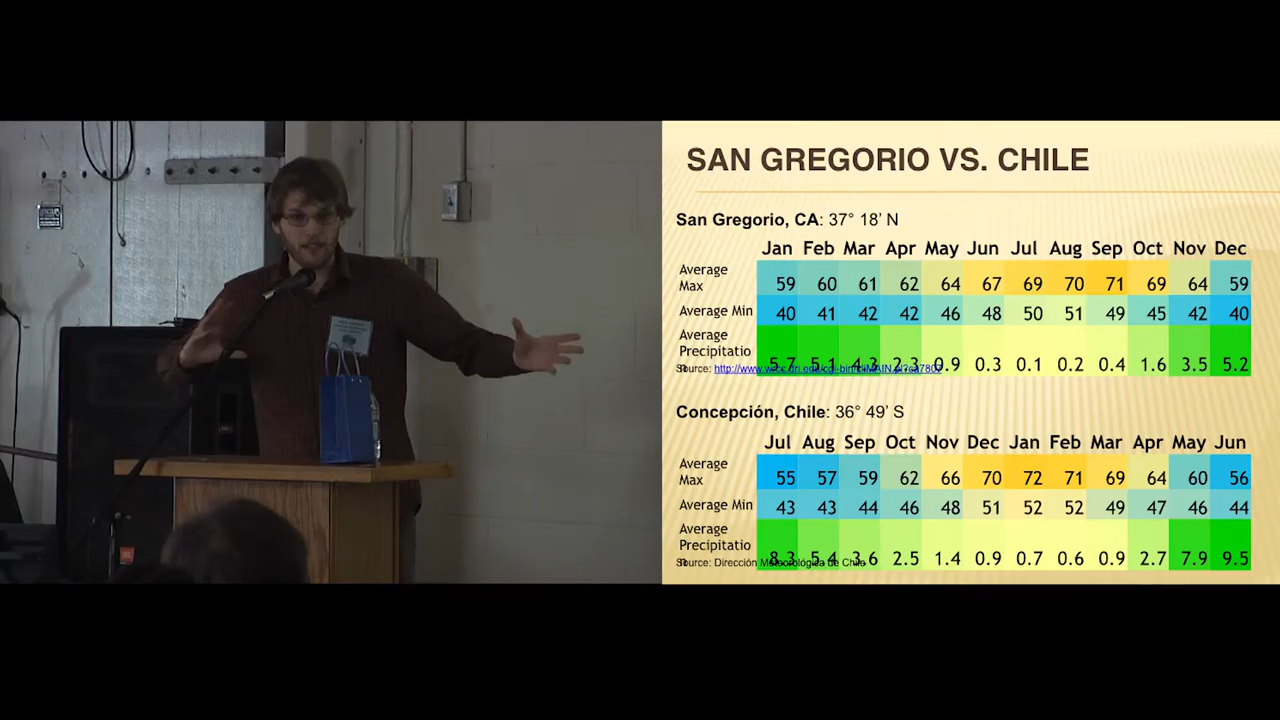 SAN GREGORIO VS. CHILE
San Gregorio, CA: 37° 18' N
Jan Feb Mar Apr May Jun Jul Aug Sep Oct Nov Dec
Average
Max 59 60 61 62 64 67 69 70 71 69 64 59
Average Min 40 41 42 42 46 48 50 51 49 45 42 40
Average
Precipitatio
n 5.7 5.1 4.3 2.3 0.9 0.3 0.1 0.2 0.4 1.6 3.5 5.2
Source:
Concepción, Chile: 36° 49' S
Jul Aug Sep Oct Nov Dec Jan Feb Mar Apr May Jun
Average
Max 55 57 59 62 66 70 72 71 69 64 60 56
Average Min 43 43 44 46 48 51 52 52 49 47 46 44
Average
Precipitatio
n 8.3 5.4 3.6 2.5 1.4 0.9 0.7 0.6 0.9 2.7 7.9 9.5
Source: Dirección Meteorológica de Chile